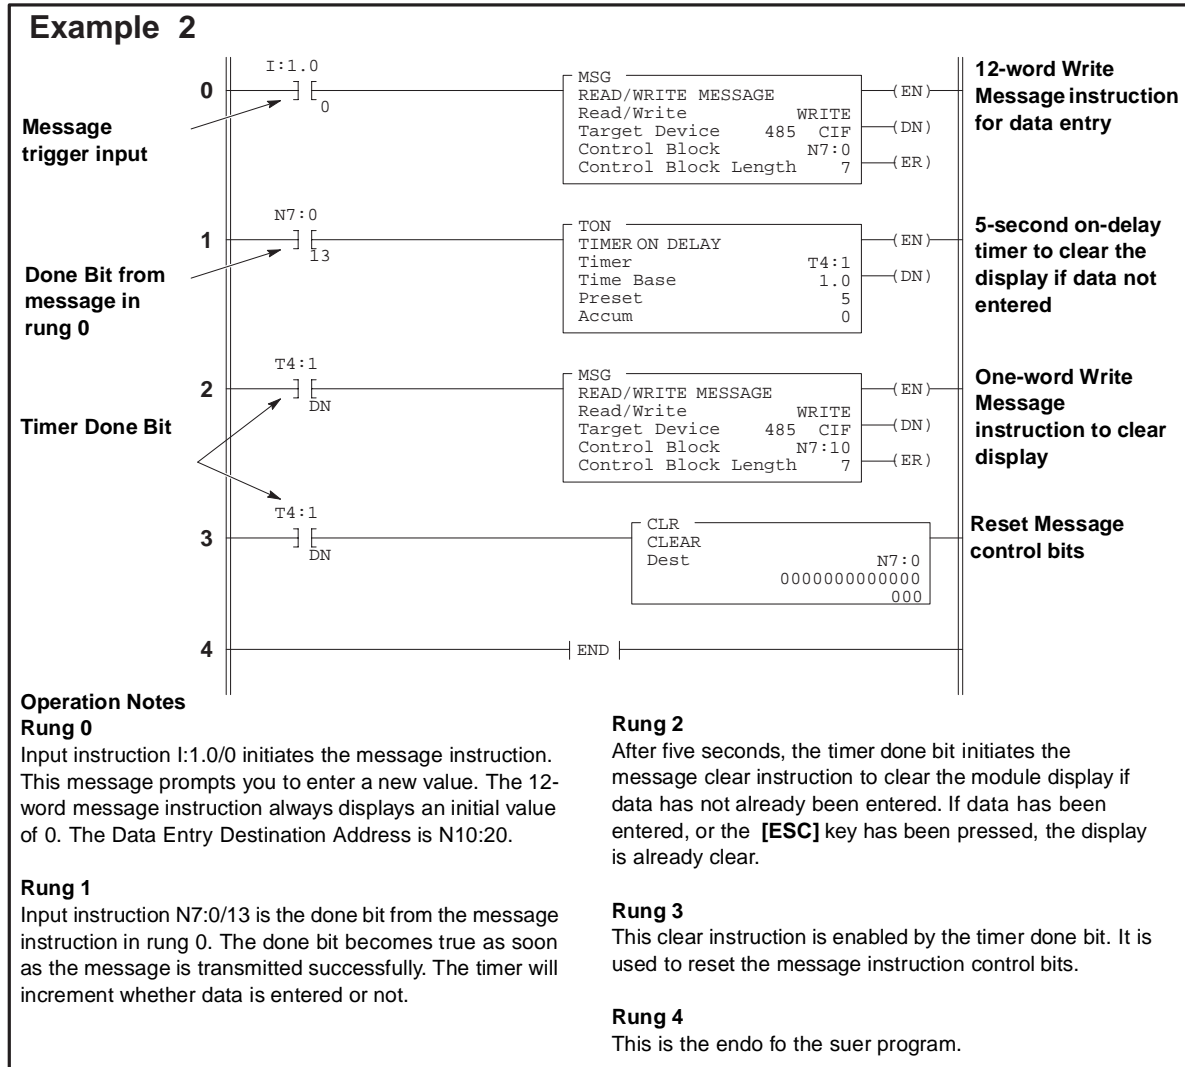 Example 2
I:1.0
0
] [
0
Message
trigger input
MSG
READ/WRITE MESSAGE
Read/Write WRITE
Target Device 485 CIF
Control Block N7:0
Control Block Length 7
(EN)
(DN)
(ER)
12-word Write
Message instruction
for data entry
N7:0
1
] [
13
Done Bit from
message in
rung 0
TON
TIMER ON DELAY
Timer T4:1
Time Base 1.0
Preset 5
Accum 0
(EN)
(DN)
5-second on-delay
timer to clear the
display if data not
entered
T4:1
2
] [
DN
Timer Done Bit
MSG
READ/WRITE MESSAGE
Read/Write WRITE
Target Device 485 CIF
Control Block N7:10
Control Block Length 7
(EN)
(DN)
(ER)
One-word Write
Message
instruction to clear
display
T4:1
3
] [
DN
CLR
CLEAR
Dest N7:0
0000000000000
000
Reset Message
control bits
4
END
Operation Notes
Rung 0
Input instruction I:1.0/0 initiates the message instruction.
This message prompts you to enter a new value. The 12-
word message instruction always displays an initial value
of 0. The Data Entry Destination Address is N10:20.
Rung 1
Input instruction N7:0/13 is the done bit from the message
instruction in rung 0. The done bit becomes true as soon
as the message is transmitted successfully. The timer will
increment whether data is entered or not.
Rung 2
After five seconds, the timer done bit initiates the
message clear instruction to clear the module display if
data has not already been entered. If data has been
entered, or the [ESC] key has been pressed, the display
is already clear.
Rung 3
This clear instruction is enabled by the timer done bit. It is
used to reset the message instruction control bits.
Rung 4
This is the endo fo the suer program.